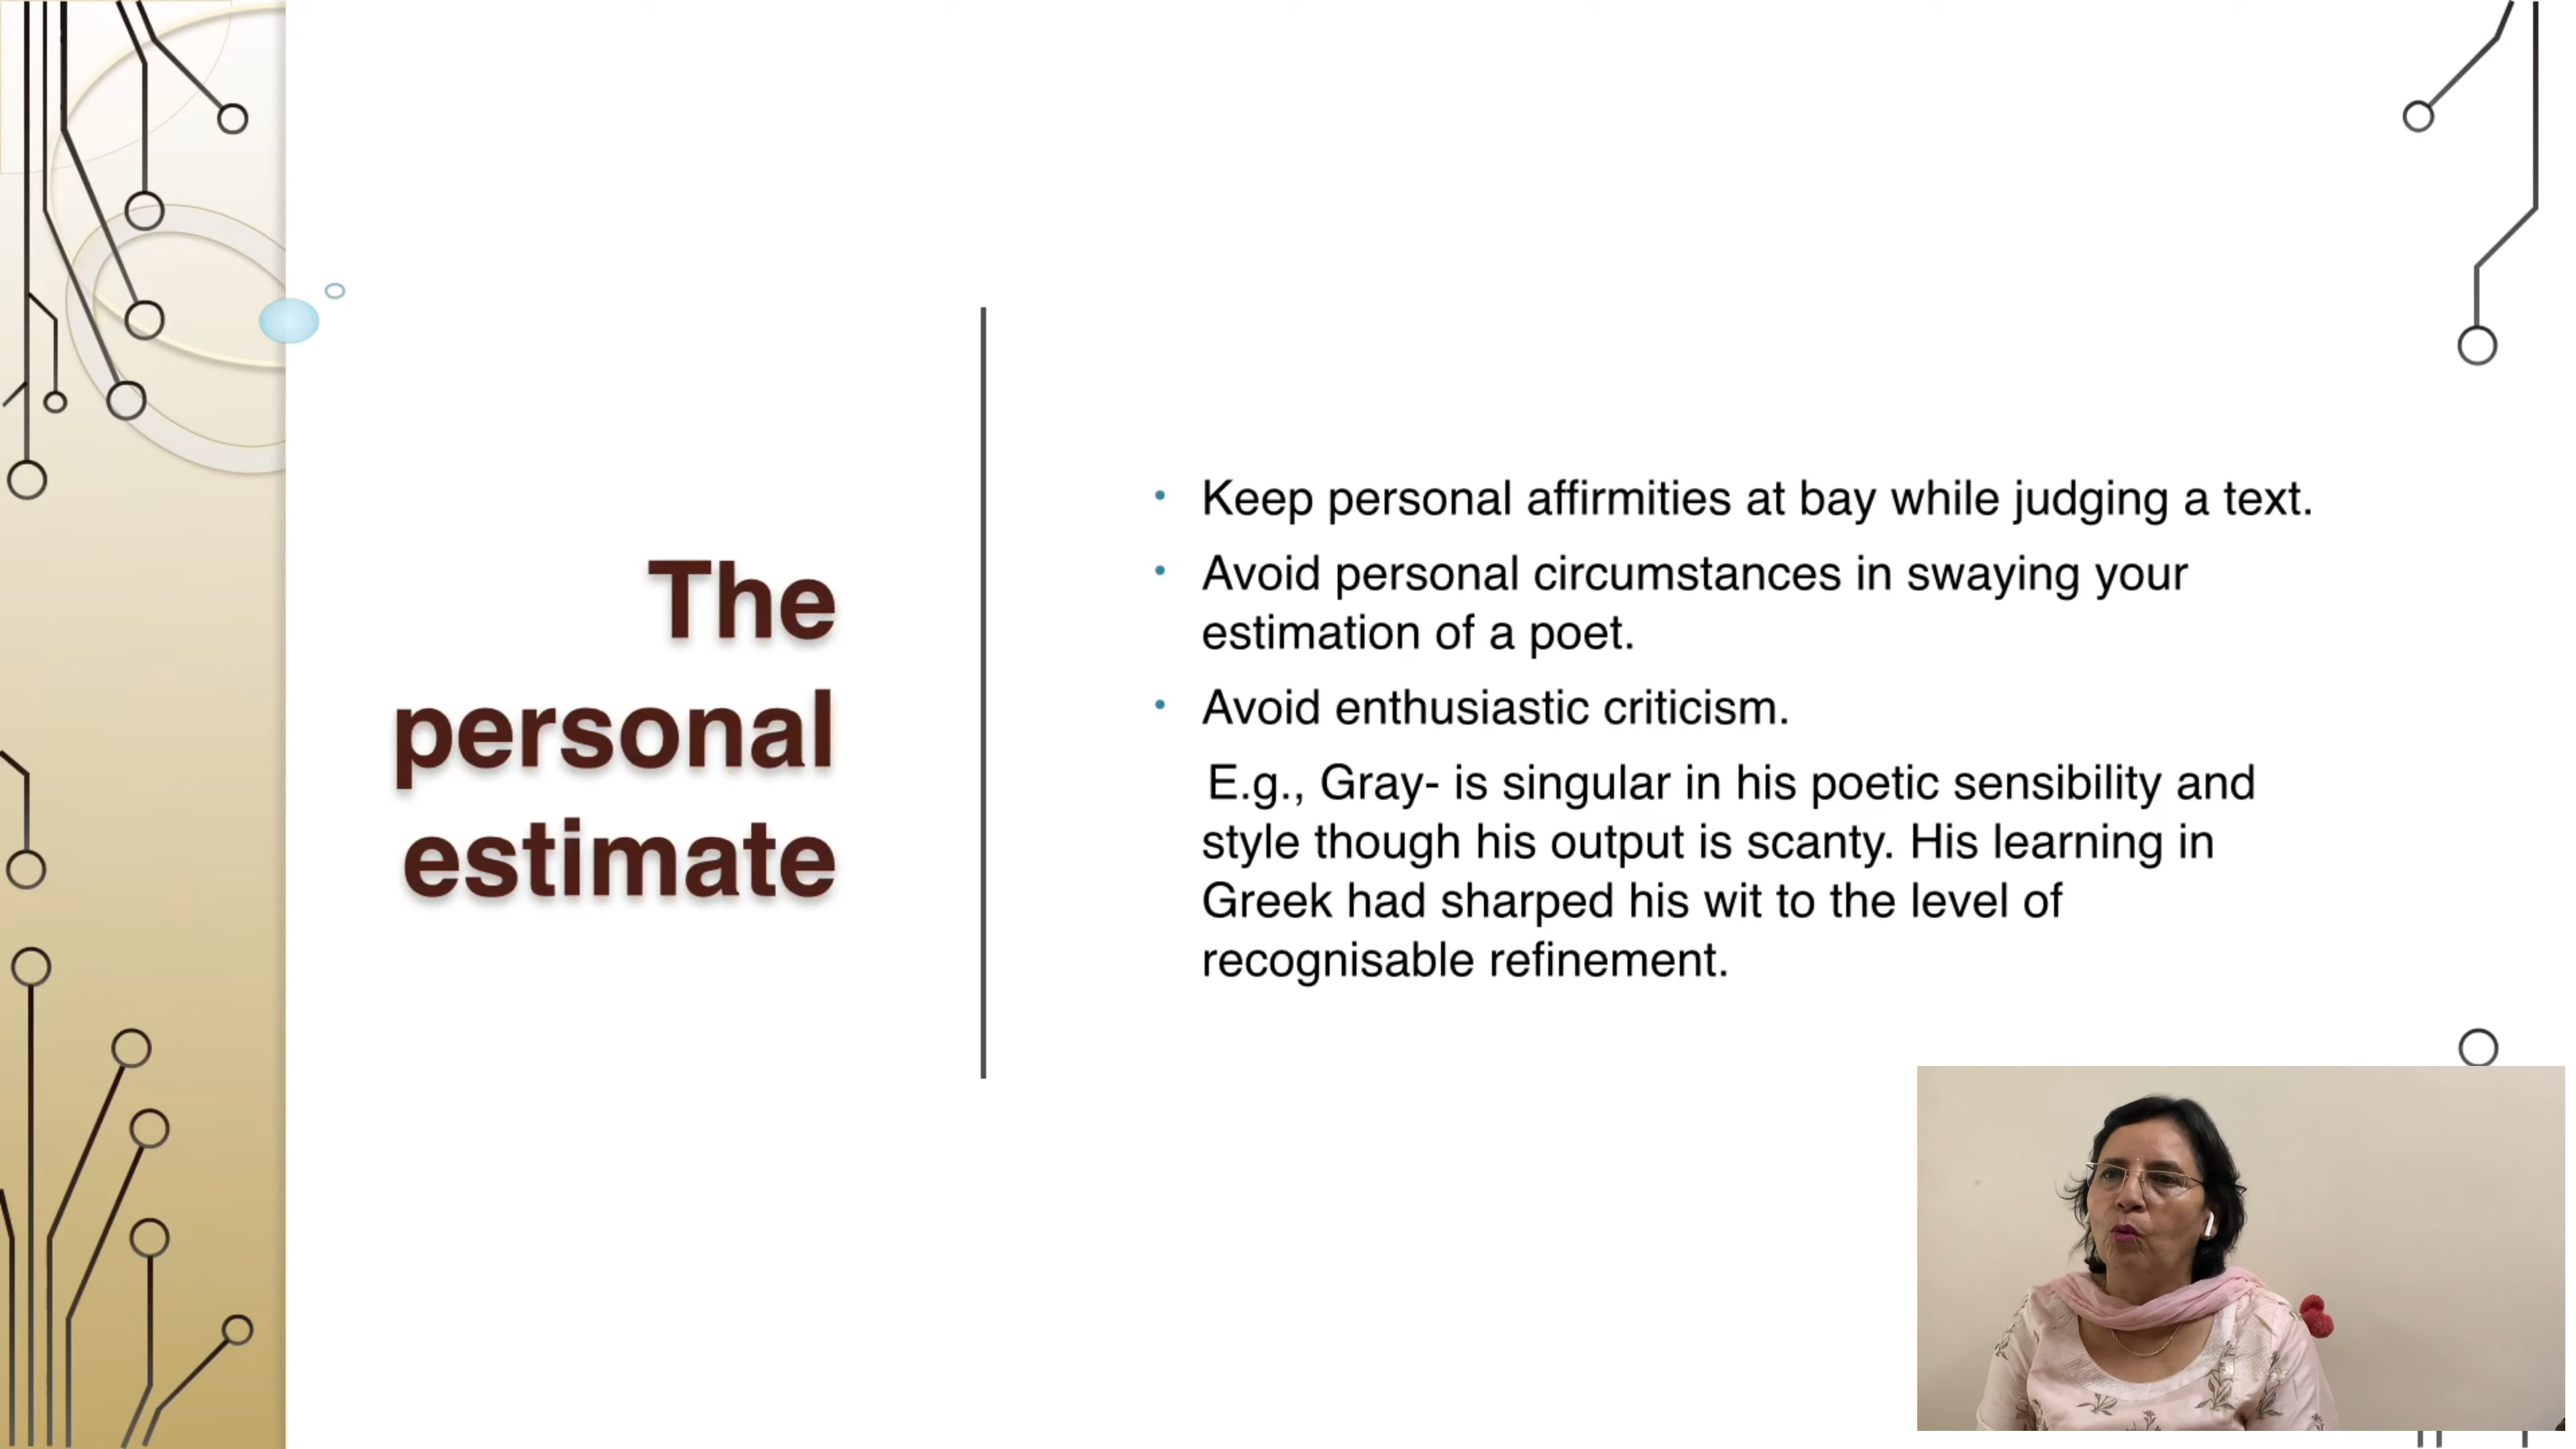 The
personal
estimate
• Keep personal affirmities at bay while judging a text.
• Avoid personal circumstances in swaying your
estimation of a poet.
• Avoid enthusiastic criticism.
E.g., Gray- is singular in his poetic sensibility and
style though his output is scanty. His learning in
Greek had sharped his wit to the level of
recognisable refinement.